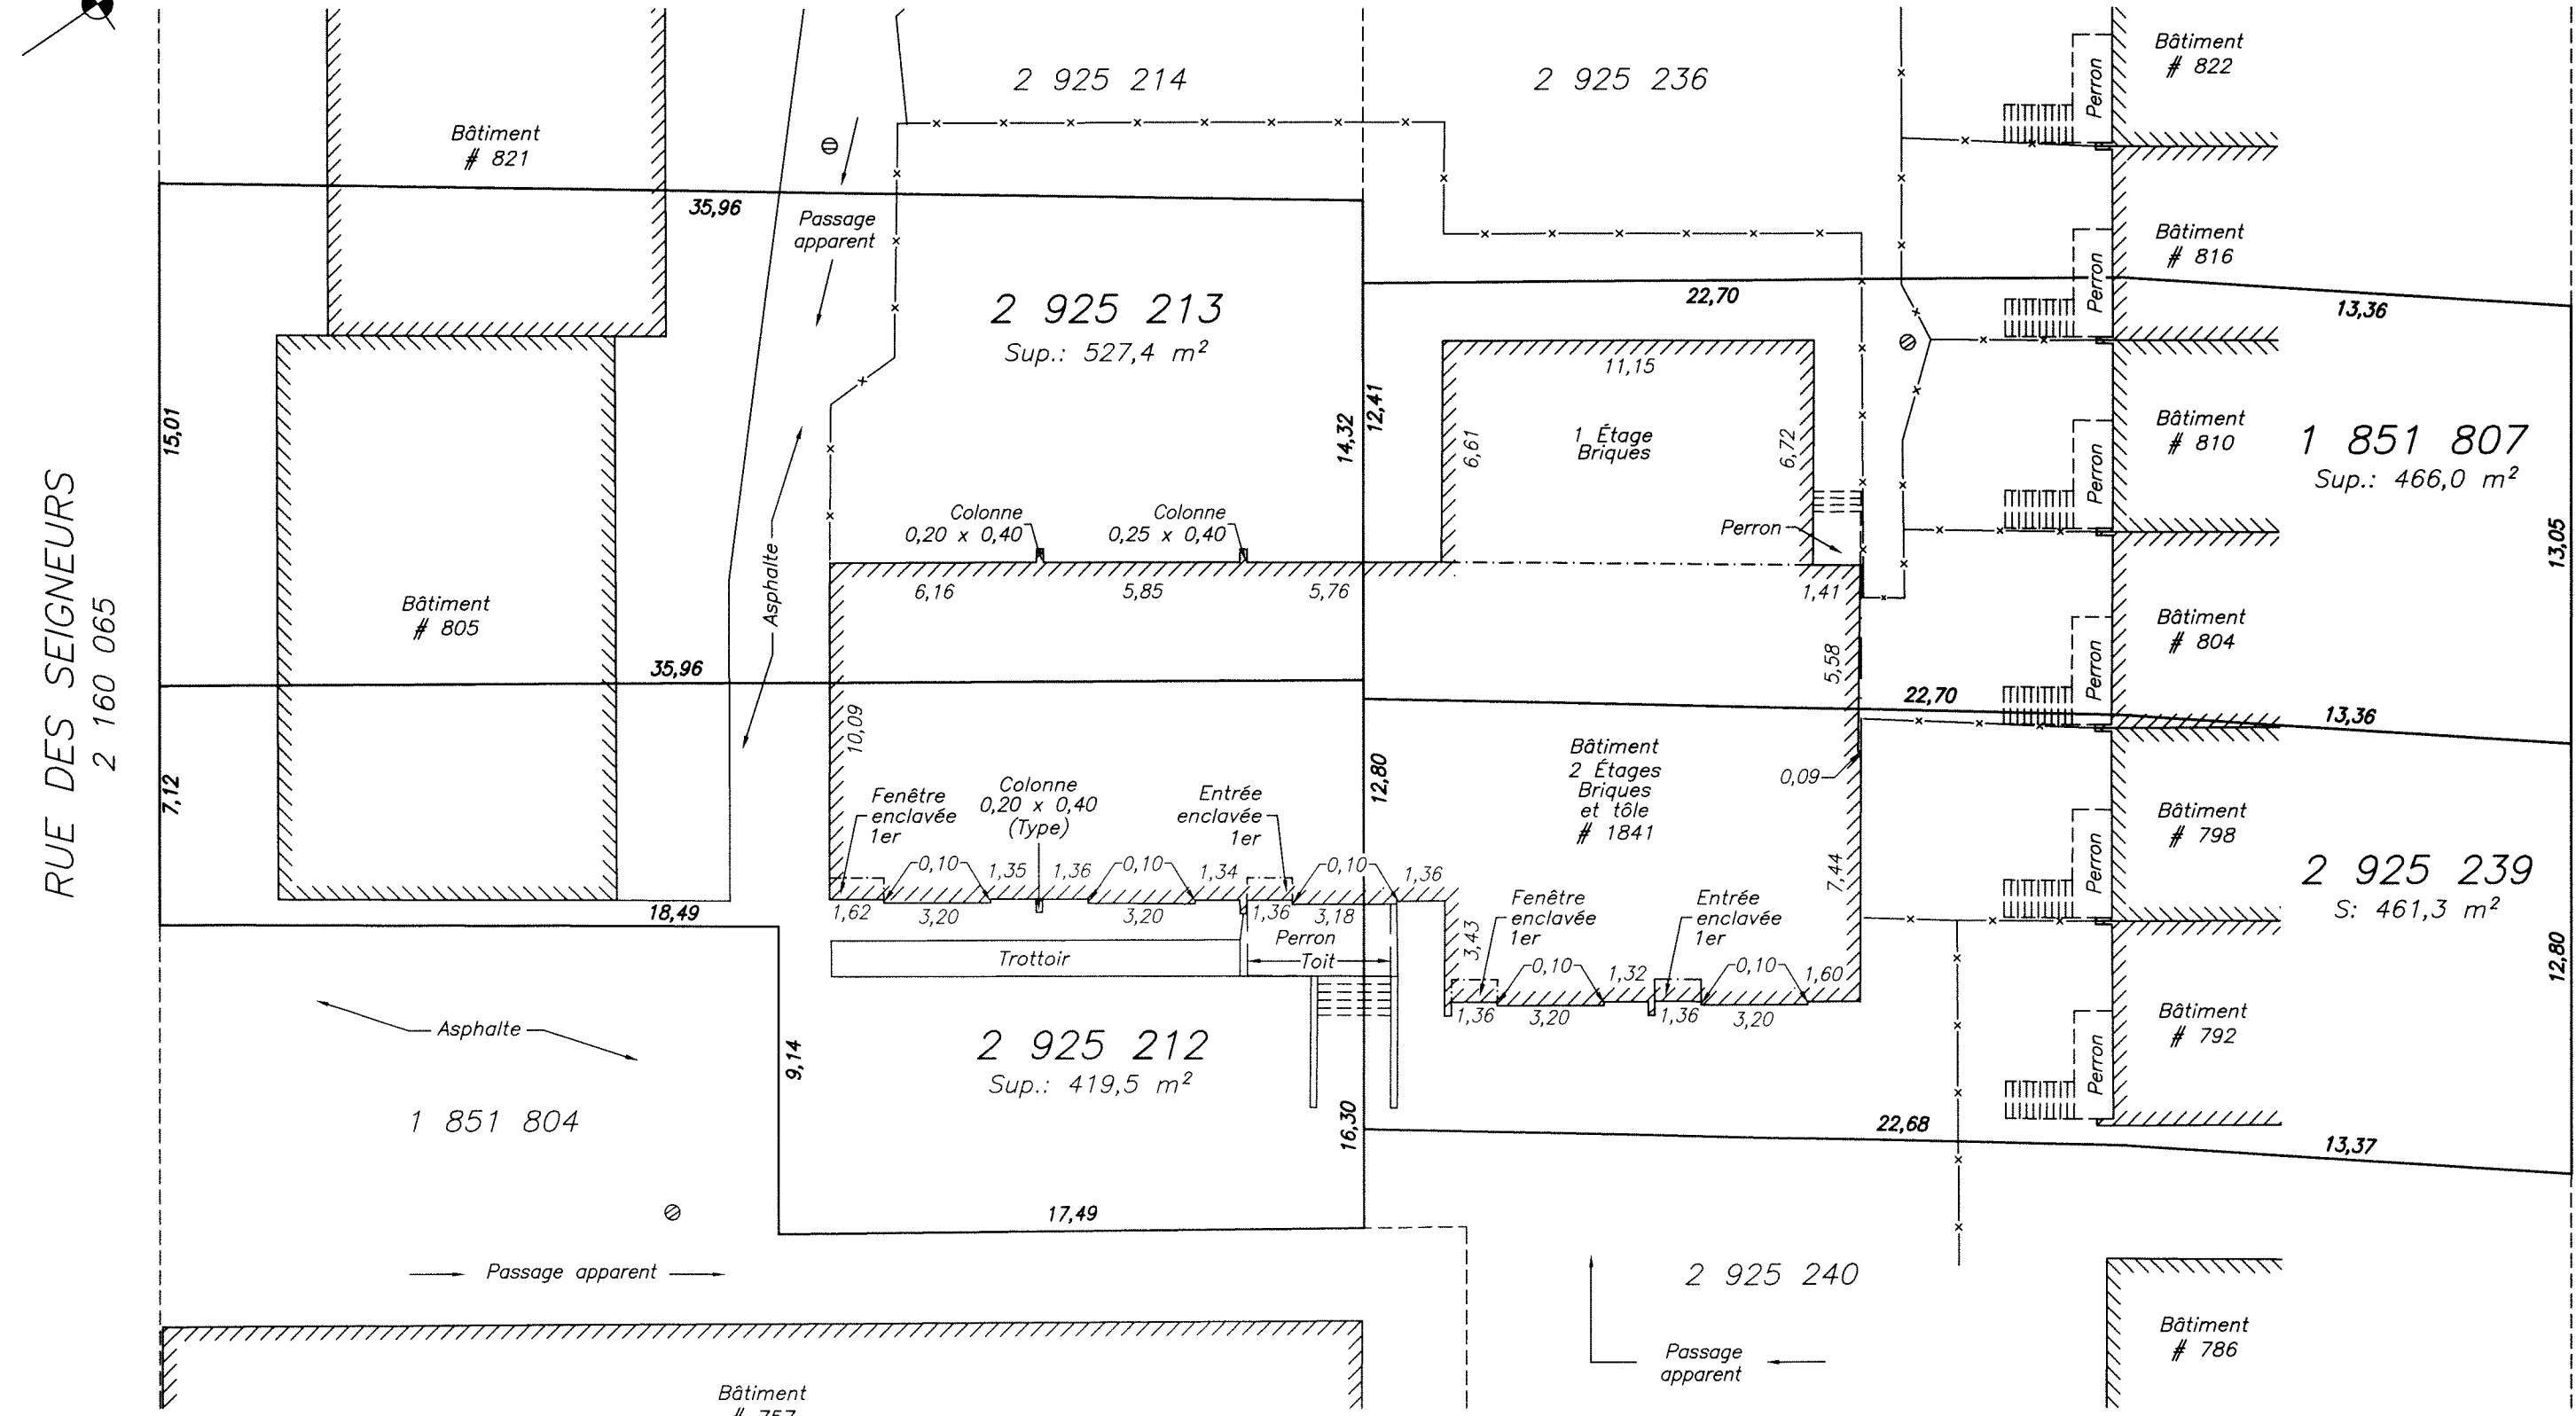 2 925 214
2 925 236
Bâtiment
# 822
Perron
Bâtiment
# 821
35,96
Passage
apparent
2 925 213
Sup.: 527,4 m²
Bâtiment
# 816
Perron
22,70
13,36
15,01
14,32
12,41
11,15
6,61
1 Étage
Briques
6,72
Bâtiment
# 810
Perron
1 851 807
Sup.: 466,0 m²
RUE DES SEIGNEURS
2 160 065
Colonne
0,20 x 0,40
Colonne
0,25 x 0,40
Perron
13,05
Asphalte
Bâtiment
# 805
6,16
5,85
5,76
1,41
Bâtiment
# 804
Perron
5,58
35,96
22,70
13,36
7,12
10,09
12,80
Bâtiment
2 Étages
Briques
et tôle
# 1841
0,09
Fenêtre
enclavée
1er
Colonne
0,20 x 0,40
(Type)
Entrée
enclavée
1er
Bâtiment
# 798
Perron
2 925 239
S: 461,3 m²
0,10
1,35
1,36
0,10
1,34
0,10
1,36
7,44
1,62
3,20
3,20
1,36
3,18
18,49
Fenêtre
enclavée
1er
Entrée
enclavée
1er
3,43
Perron
Toit
Trottoir
0,10
1,32
0,10
1,60
12,80
1,36
3,20
1,36
3,20
Asphalte
9,14
2 925 212
Sup.: 419,5 m²
Bâtiment
# 792
Perron
1 851 804
16,30
22,68
13,37
17,49
Passage apparent
2 925 240
Passage
apparent
Bâtiment
# 786
Bâtiment
# 757